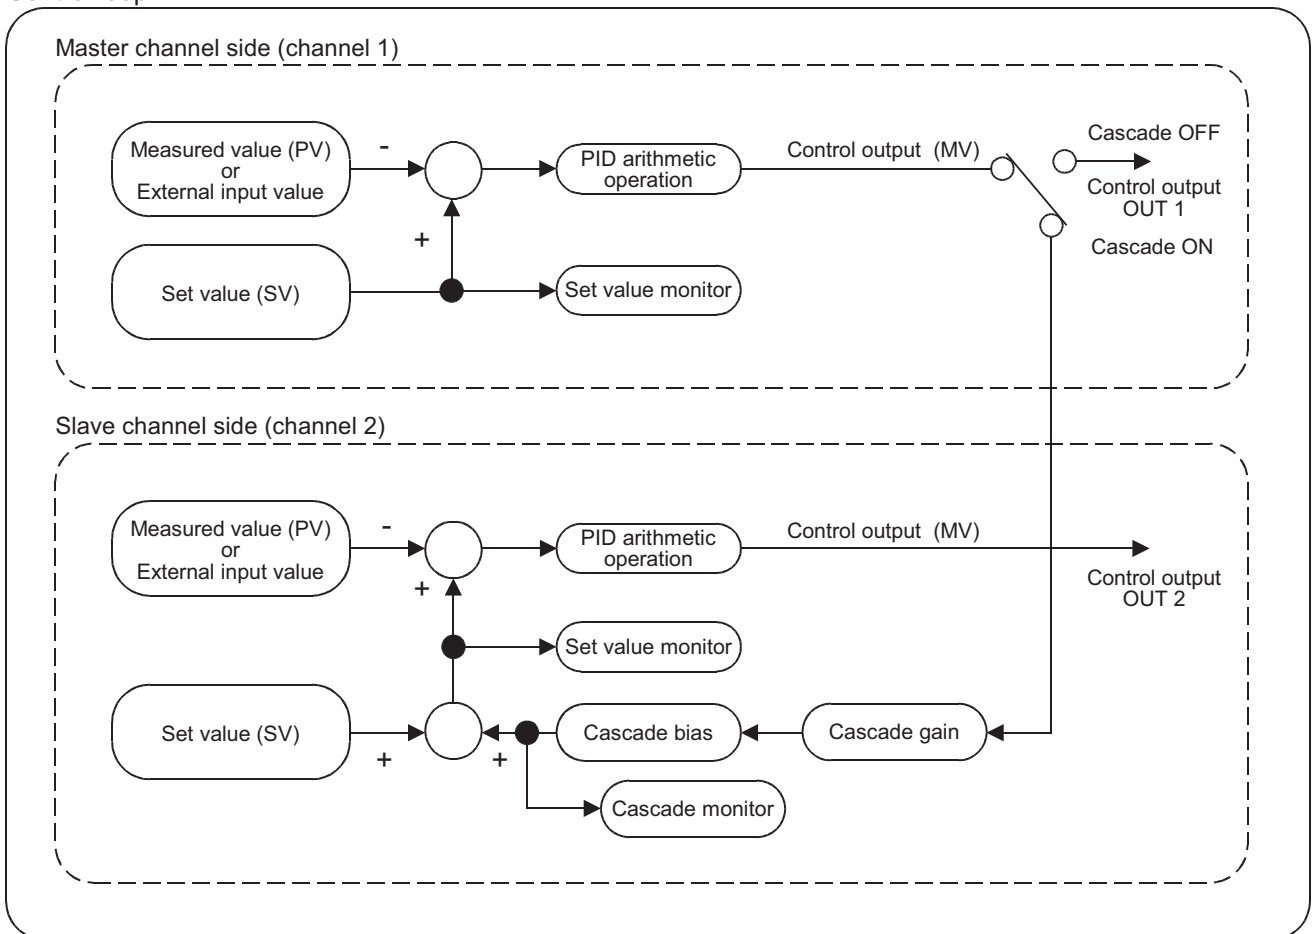 Master channel side (channel 1)
Measured value (PV)
or
External input value
-
+
PID arithmetic
operation
Control output (MV)
Cascade OFF
Control output
OUT 1
Cascade ON
Set value (SV)
Set value monitor
Slave channel side (channel 2)
Measured value (PV)
or
External input value
-
+
PID arithmetic
operation
Control output (MV)
Control output
OUT 2
Set value monitor
Set value (SV)
+
+
Cascade bias
Cascade gain
Cascade monitor